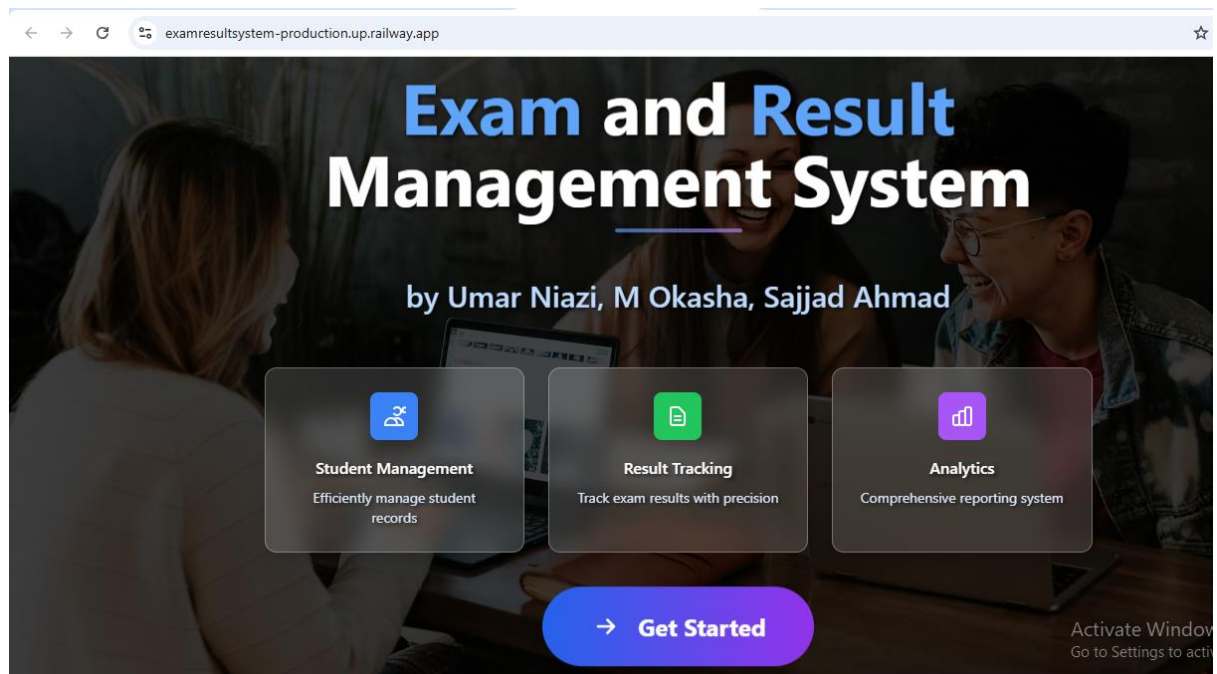 examresultsystem-production.up.railway.app
Exam and Result
Management System
by Umar Niazi, M Okasha, Sajjad Ahmad
Student Management
Efficiently manage student
records
Result Tracking
Track exam results with precision
Analytics
Comprehensive reporting system
Get Started
Activate Window
Go to Settings to acti